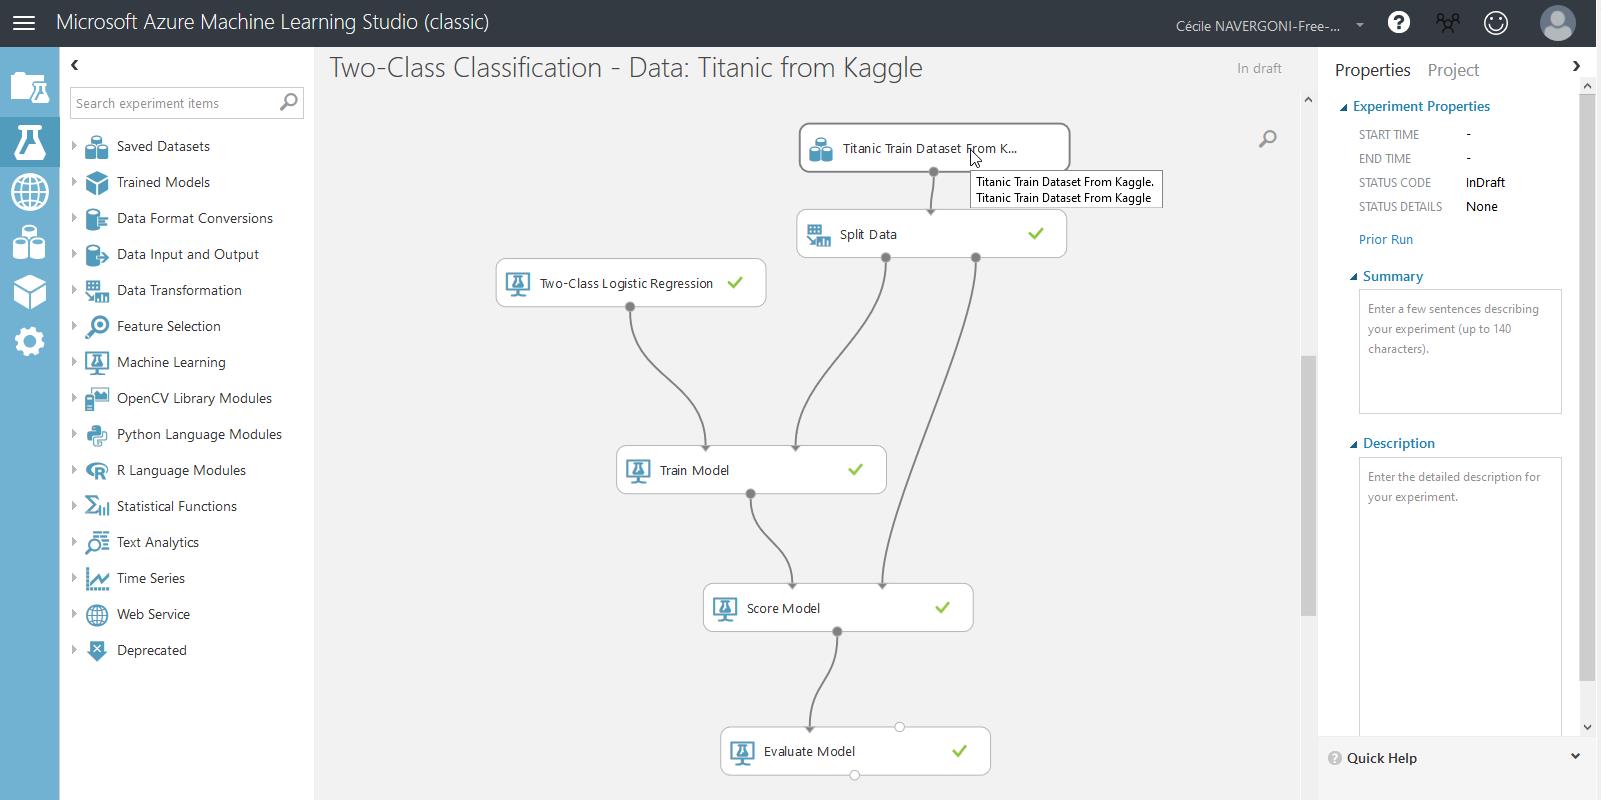 Microsoft Azure Machine Learning Studio (classic)
Cécile NAVERGONI-Free-...
Search experiment items
Saved Datasets
Trained Models
Data Format Conversions
Data Input and Output
Data Transformation
Feature Selection
Machine Learning
OpenCV Library Modules
Python Language Modules
R Language Modules
Statistical Functions
Text Analytics
Time Series
Web Service
Deprecated
Two-Class Classification - Data: Titanic from Kaggle
In draft
Titanic Train Dataset From K...
Titanic Train Dataset From Kaggle.
Titanic Train Dataset From Kaggle
Split Data
Two-Class Logistic Regression
Train Model
Score Model
Evaluate Model
Properties Project
Experiment Properties
START TIME -
END TIME -
STATUS CODE InDraft
STATUS DETAILS None
Prior Run
Summary
Enter a few sentences describing
your experiment (up to 140
characters).
Description
Enter the detailed description for
your experiment.
Quick Help